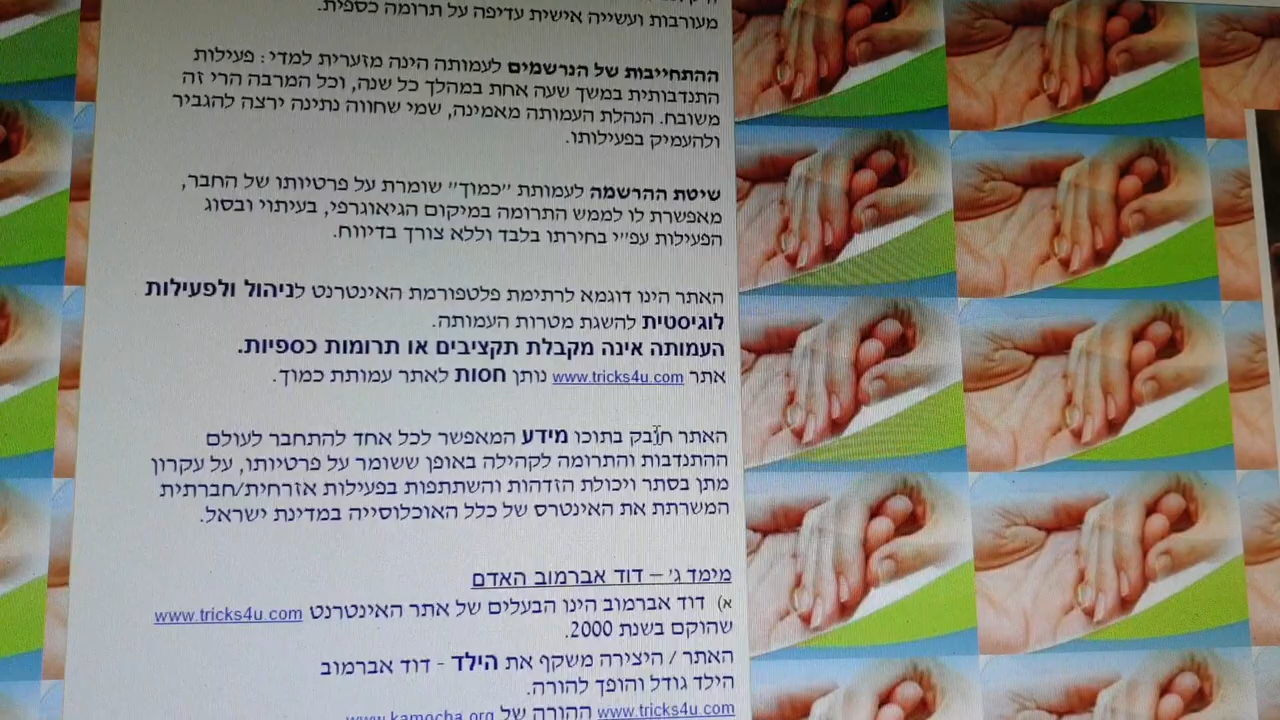 מעורבות ועשייה אישית עדיפה על תרומה כספית.
ההתחייבות של הנרשמים לעמותה הינה מזערית למדי: פעילות
התנדבותית במשך שעה אחת במהלך כל שנה, וכל המרבה הרי זה
משובח. הנהלת העמותה מאמינה, שמי שחווה נתינה ירצה להגביר
ולהעמיק בפעילותו.
שיטת ההרשמה לעמותת "כמוך" שומרת על פרטיותו של החבר,
מאפשרת לו לממש התרומה במיקום הגיאוגרפי, בעיתוי ובסוג
הפעילות עפ"י בחירתו בלבד וללא צורך בדיווח.
האתר הינו דוגמא לרתימת פלטפורמת האינטרנט לניהול ולפעילות
לוגיסטית להשגת מטרות העמותה.
העמותה אינה מקבלת תקציבים או תרומות כספיות.
אתר www.tricks4u.com נותן חסות לאתר עמותת כמוך.
האתר חובק בתוכו מידע המאפשר לכל אחד להתחבר לעולם
ההתנדבות והתרומה לקהילה באופן ששומר על פרטיותו, על עקרון
מתן בסתר ויכולת הזדהות והשתתפות בפעילות אזרחית/חברתית
המשרתת את האינטרס של כלל האוכלוסייה במדינת ישראל.
מימד ג' – דוד אברמוב האדם
א) דוד אברמוב הינו הבעלים של אתר האינטרנט www.tricks4u.com
שהוקם בשנת 2000.
האתר / היצירה משקף את הילד - דוד אברמוב
הילד גודל והופך להורה.
www.tricks4u.com ההורה של www.kamocha.org